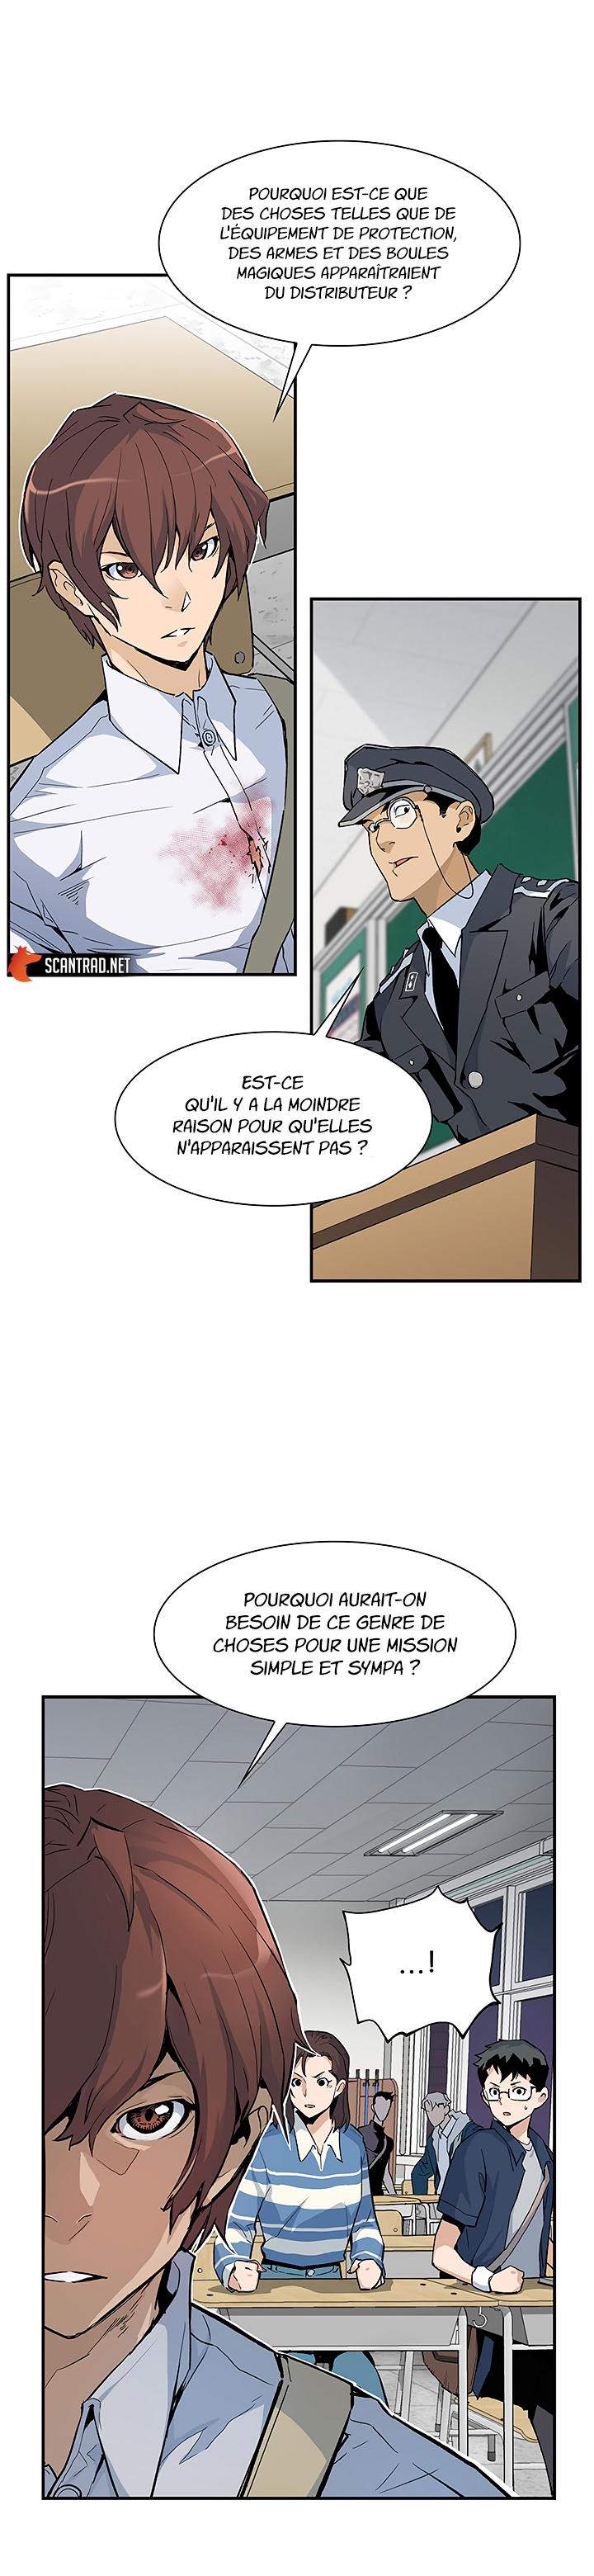 POURQUOI EST-CE QUE
DES CHOSES TELLES QUE DE
L'ÉQUIPEMENT DE PROTECTION,
DES ARMES ET DES BOULES
MAGIQUES APPARAÎTRAIENT
DU DISTRIBUTEUR ?
SCANTRAD.NET
EST-CE
QU'IL Y A LA MOINDRE
RAISON POUR QU'ELLES
N'APPARAISSENT PAS ?
POURQUOI AURAIT-ON
BESOIN DE CE GENRE DE
CHOSES POUR UNE MISSION
SIMPLE ET SYMPA ?
...!